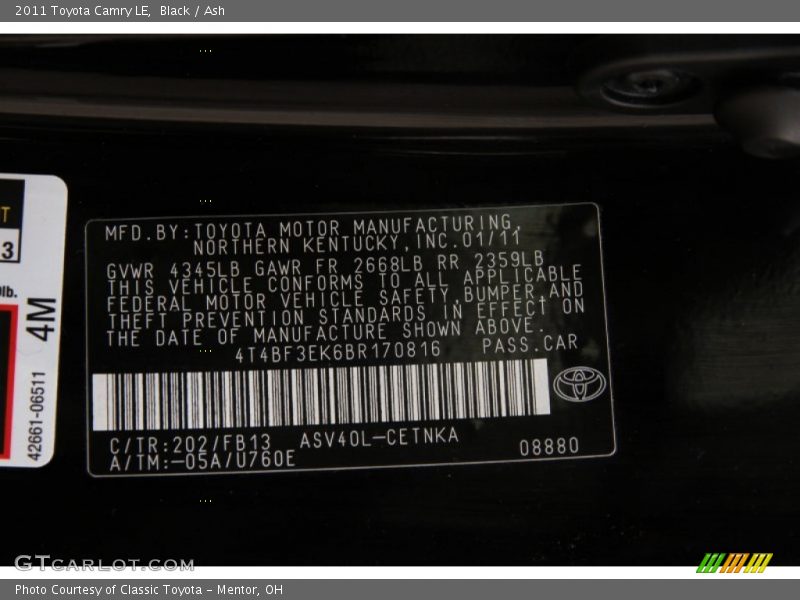 2011 Toyota Camry LE, Black / Ash
T
3
lb.
4M
42661-06511
MFD.BY:TOYOTA MOTOR MANUFACTURING,
NORTHERN KENTUCKY,INC.01/11
GVWR 4345LB GAWR FR 2668LB RR 2359LB
THIS VEHICLE CONFORMS TO ALL APPLICABLE
FEDERAL MOTOR VEHICLE SAFETY,BUMPER,AND
THEFT PREVENTION STANDARDS IN EFFECT ON
THE DATE OF MANUFACTURE SHOWN ABOVE.
4T4BF3EK6BR170816 PASS.CAR
C/TR:202/FB13 ASV40L-CETNKA
A/TM:-05A/U760E 08880
GTCARLOT.COM
Photo Courtesy of Classic Toyota - Mentor, OH